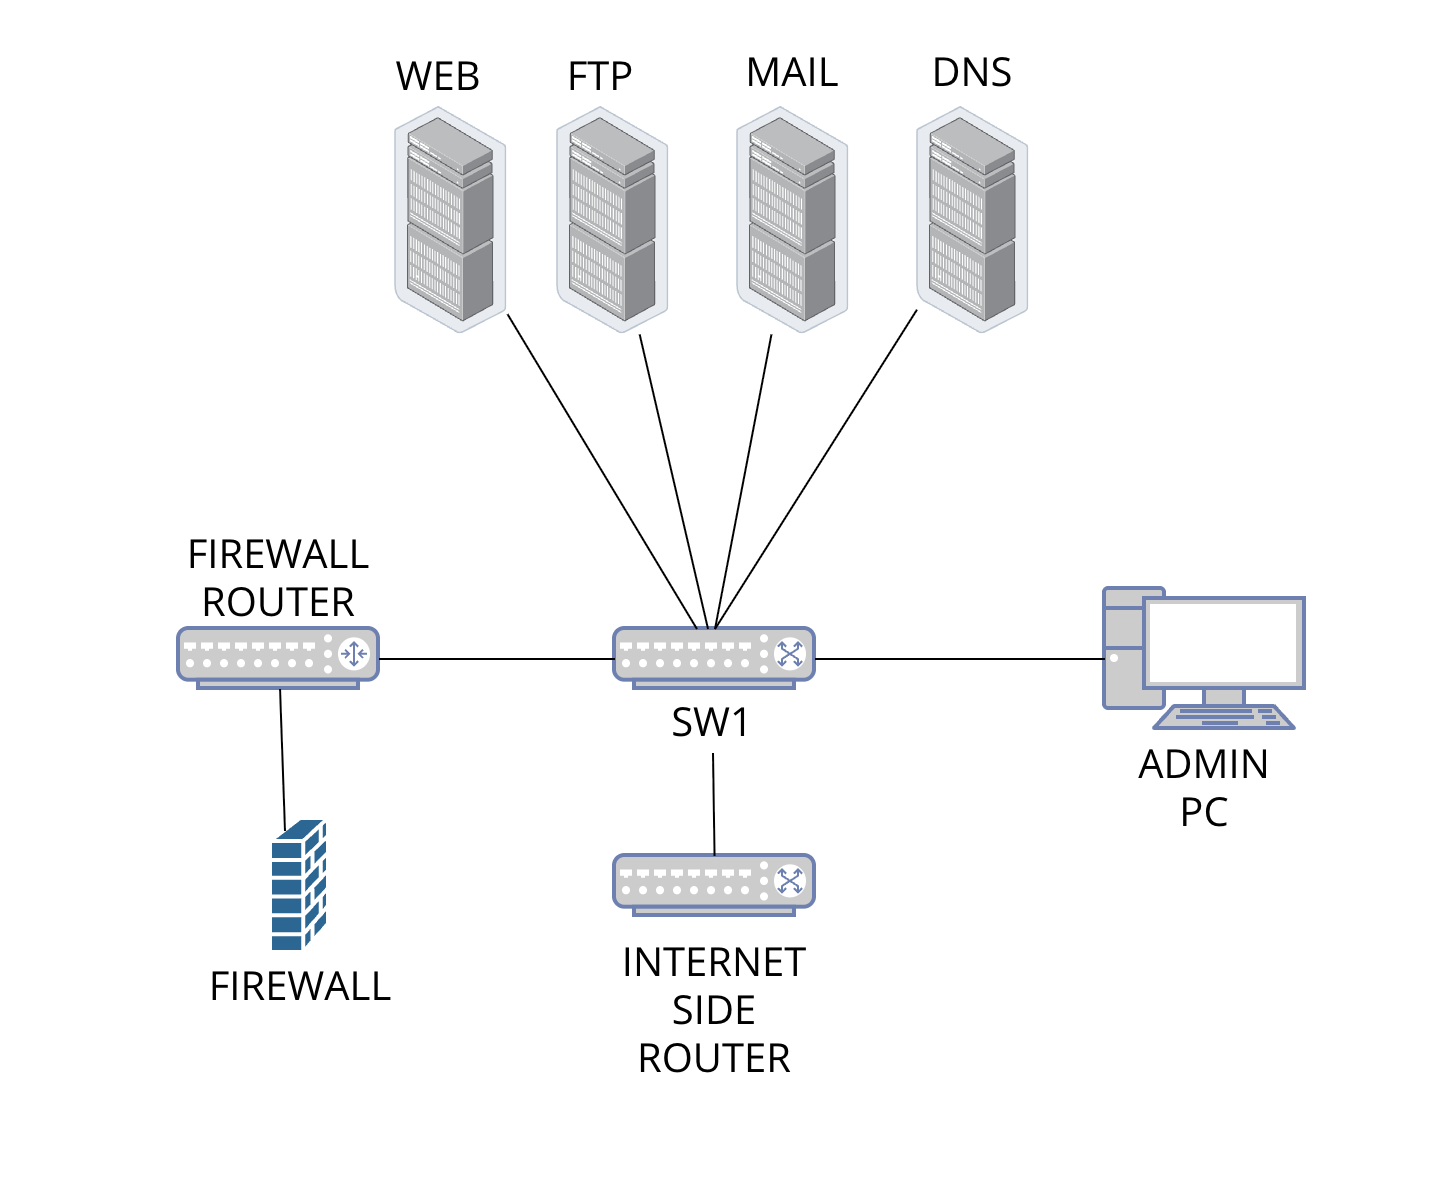 WEB
FTP
MAIL
DNS
FIREWALL
ROUTER
SW1
ADMIN
PC
FIREWALL
INTERNET
SIDE
ROUTER